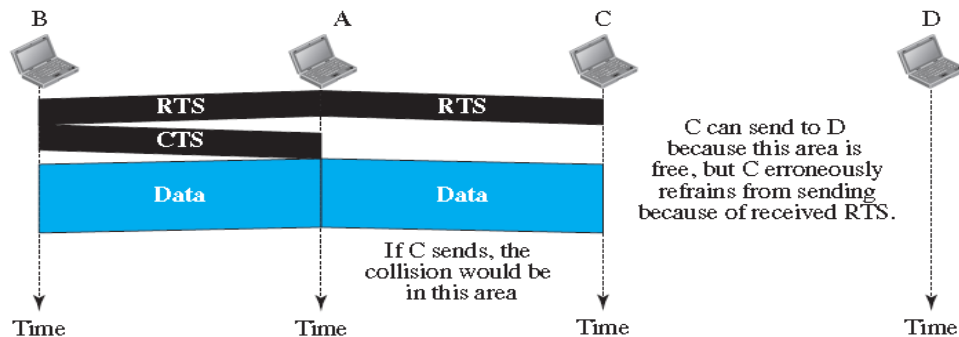 B
A
C
D
RTS
RTS
CTS
Data
Data
C can send to D
because this area is
free, but C erroneously
refrains from sending
because of received RTS.
If C sends, the
collision would be
in this area
Time
Time
Time
Time